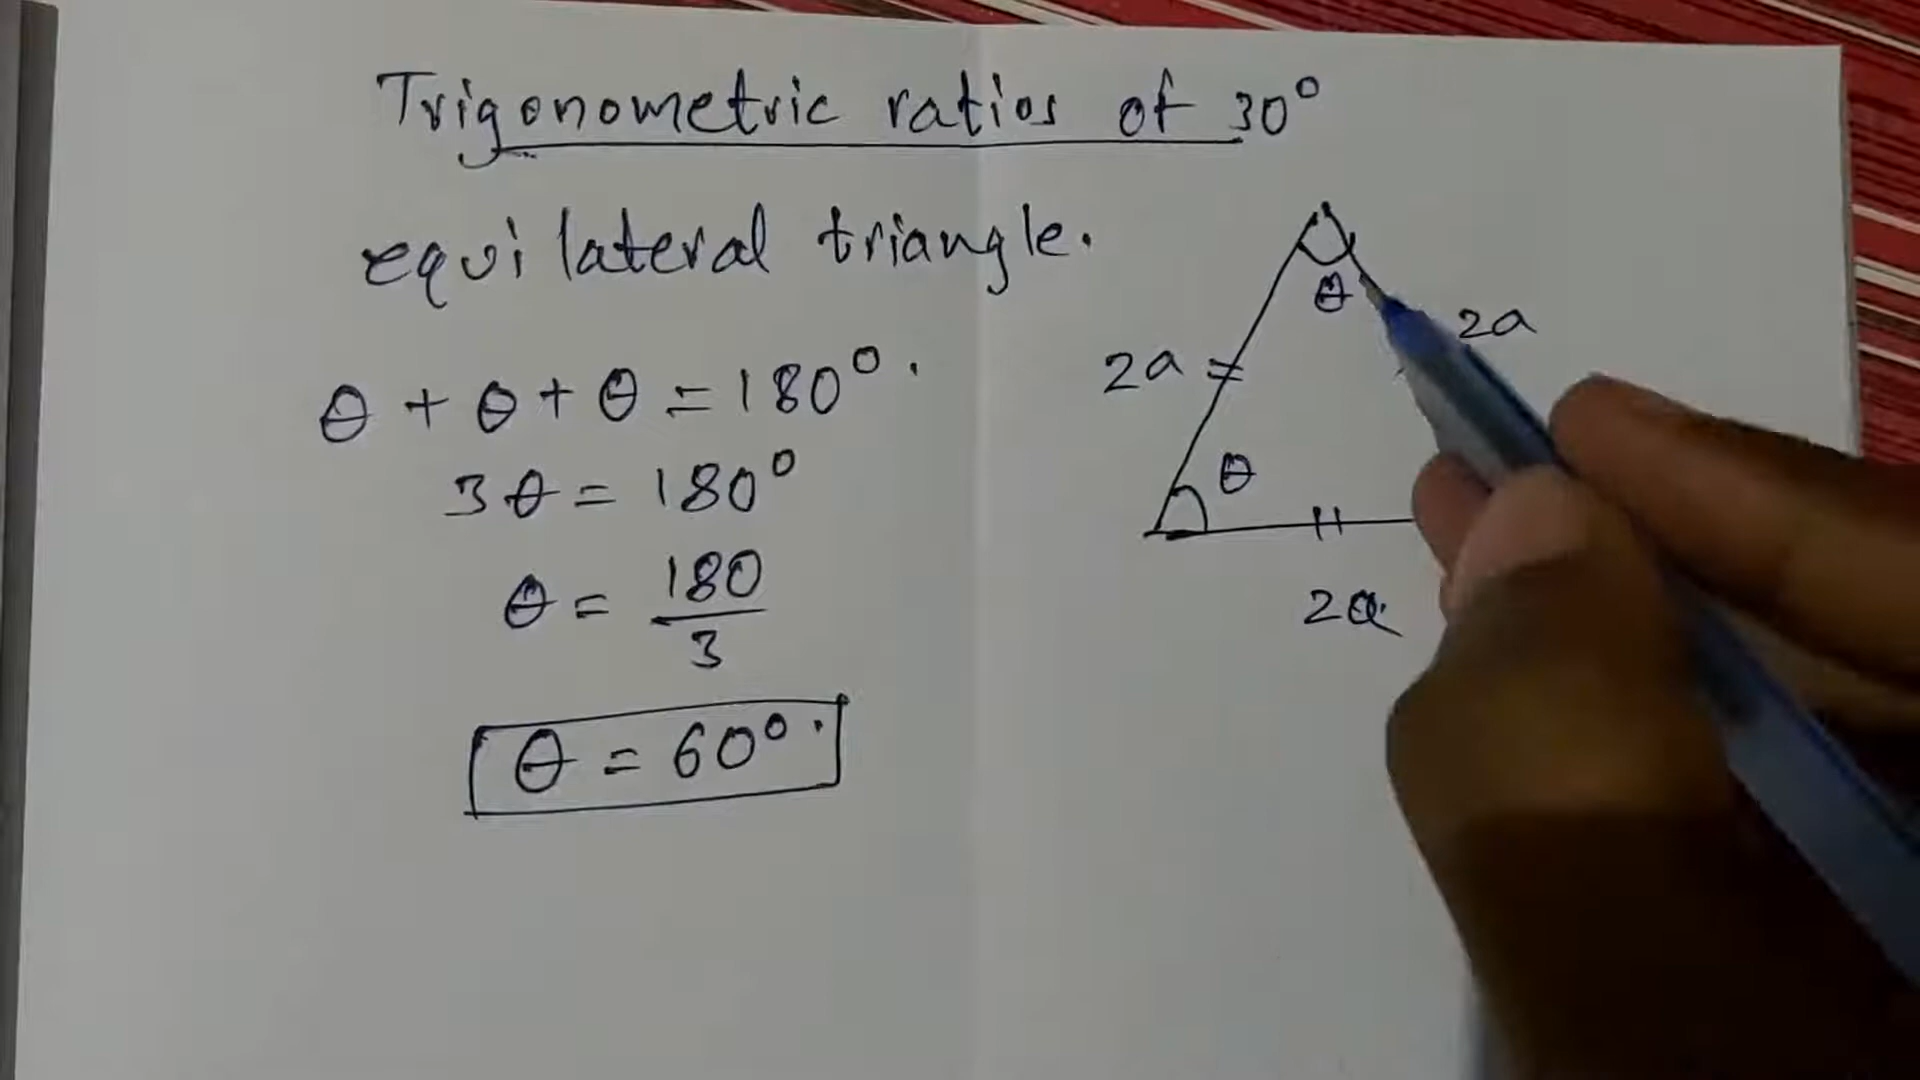 Trigonometric ratios of 30°
equilateral triangle.
θ + θ + θ = 180°.
3θ = 180°
θ = 180/3
θ = 60°.
θ
2a
2a
θ
2a